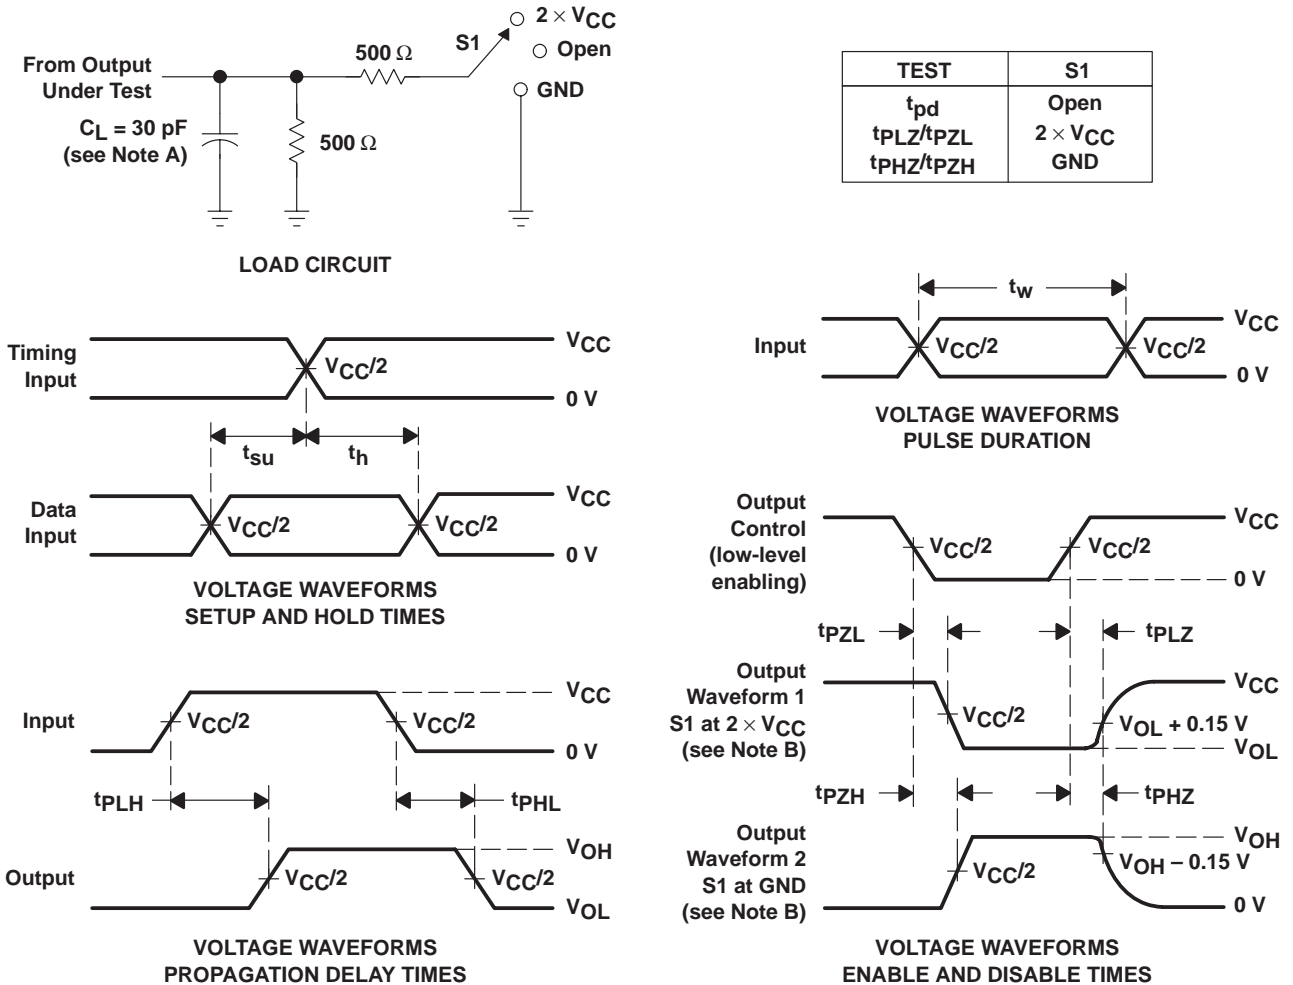 From Output
Under Test
C_L = 30 pF
(see Note A)
500 Ω
500 Ω
S1
2 × V_CC
Open
GND
LOAD CIRCUIT
TEST S1
t_pd Open
t_PLZ/t_PZL 2 × V_CC
t_PHZ/t_PZH GND
Timing
Input
V_CC/2
V_CC
0 V
t_su
t_h
Data
Input
V_CC/2
V_CC/2
V_CC
0 V
VOLTAGE WAVEFORMS
SETUP AND HOLD TIMES
t_w
Input
V_CC/2
V_CC/2
V_CC
0 V
VOLTAGE WAVEFORMS
PULSE DURATION
Input
V_CC/2
V_CC/2
V_CC
0 V
t_PLH
t_PHL
Output
V_CC/2
V_CC/2
V_OH
V_OL
VOLTAGE WAVEFORMS
PROPAGATION DELAY TIMES
Output
Control
(low-level
enabling)
V_CC/2
V_CC/2
V_CC
0 V
t_PZL
t_PLZ
Output
Waveform 1
S1 at 2 × V_CC
(see Note B)
V_CC/2
V_CC
V_OL + 0.15 V
V_OL
t_PZH
t_PHZ
Output
Waveform 2
S1 at GND
(see Note B)
V_CC/2
V_OH
V_OH − 0.15 V
0 V
VOLTAGE WAVEFORMS
ENABLE AND DISABLE TIMES